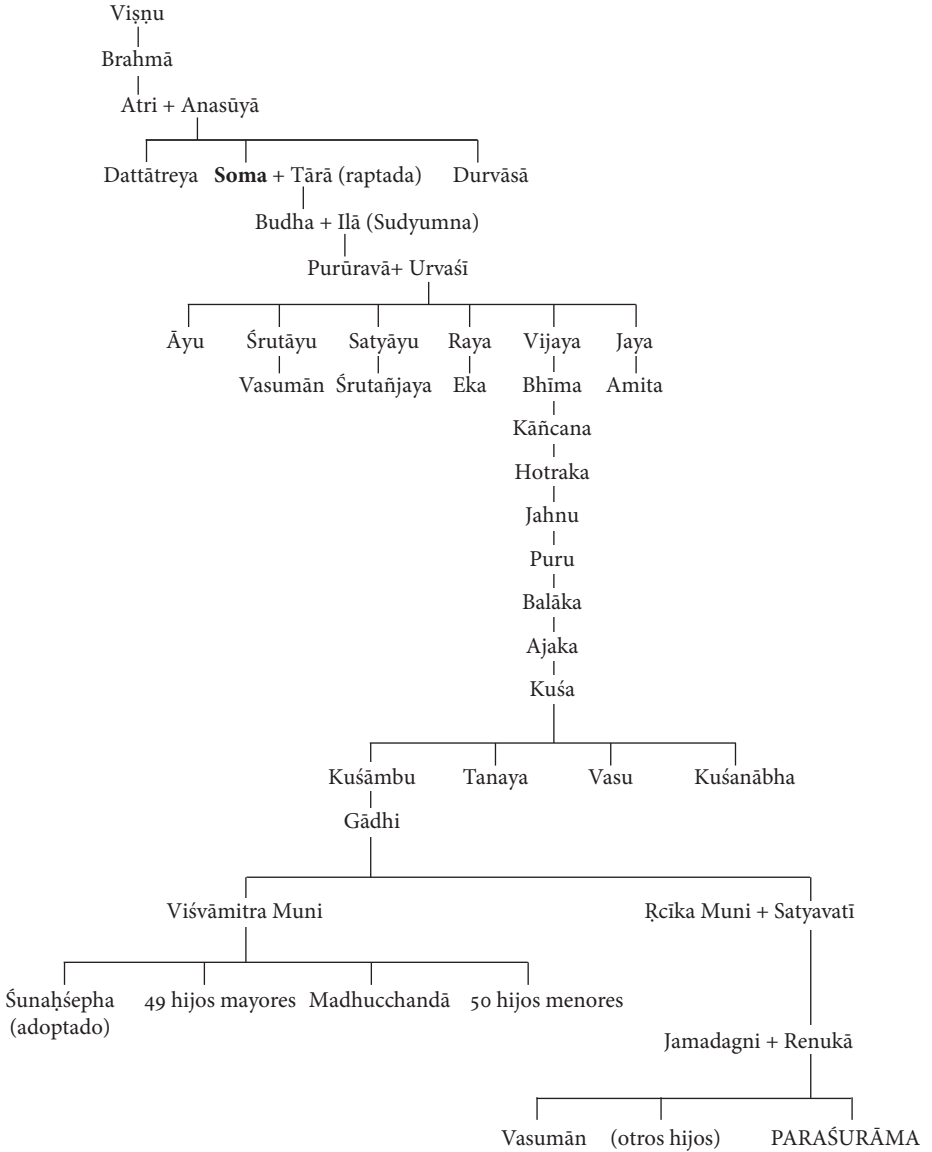 Viṣṇu
Brahmā
Atri + Anasūyā
Dattātreya Soma + Tārā (raptada) Durvāsā
Budha + Ilā (Sudyumna)
Purūravā+ Urvaśī
Āyu Śrutāyu Satyāyu Raya Vijaya Jaya
Vasumān Śrutañjaya Eka Bhīma Amita
Kāñcana
Hotraka
Jahnu
Puru
Balāka
Ajaka
Kuśa
Kuśāmbu Tanaya Vasu Kuśanābha
Gādhi
Viśvāmitra Muni Ṛcīka Muni + Satyavatī
Śunaḥśepha 49 hijos mayores Madhucchandā 50 hijos menores
(adoptado)
Jamadagni + Renukā
Vasumān (otros hijos) PARAŚURĀMA